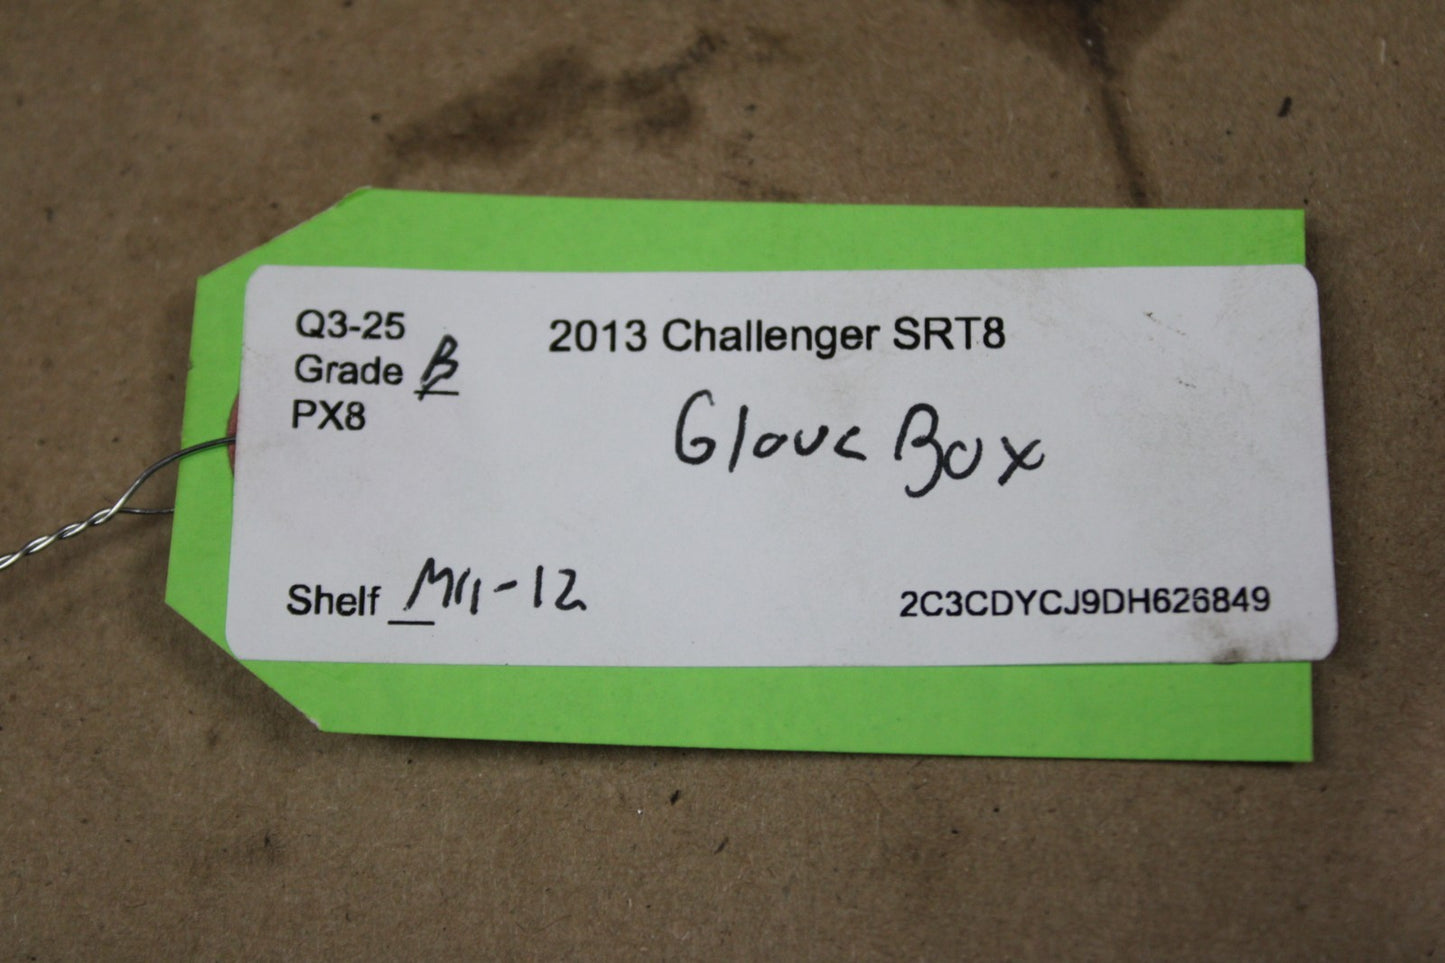 Q3-25
2013 Challenger SRT8
Grade B
PX8
Glove Box
Shelf M11-12
2C3CDYCJ9DH626849